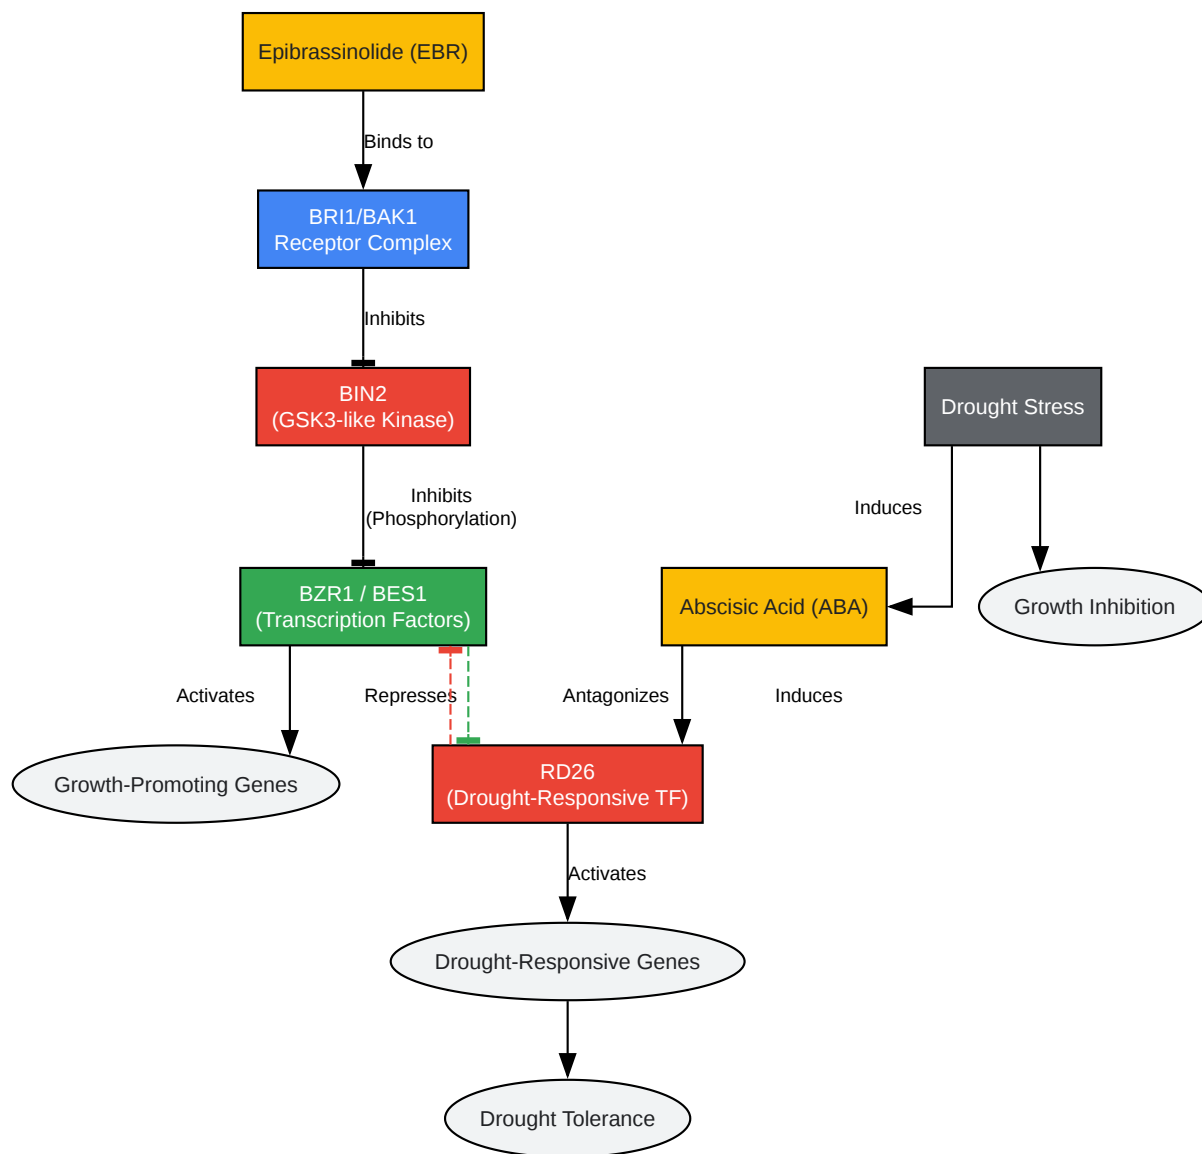 Epibrassinolide (EBR)
Binds to
BRI1/BAK1
Receptor Complex
Inhibits
BIN2
(GSK3-like Kinase)
Drought Stress
Inhibits
(Phosphorylation)
Induces
BZR1 / BES1
(Transcription Factors)
Abscisic Acid (ABA)
Growth Inhibition
Activates
Represses
Antagonizes
Induces
Growth-Promoting Genes
RD26
(Drought-Responsive TF)
Activates
Drought-Responsive Genes
Drought Tolerance